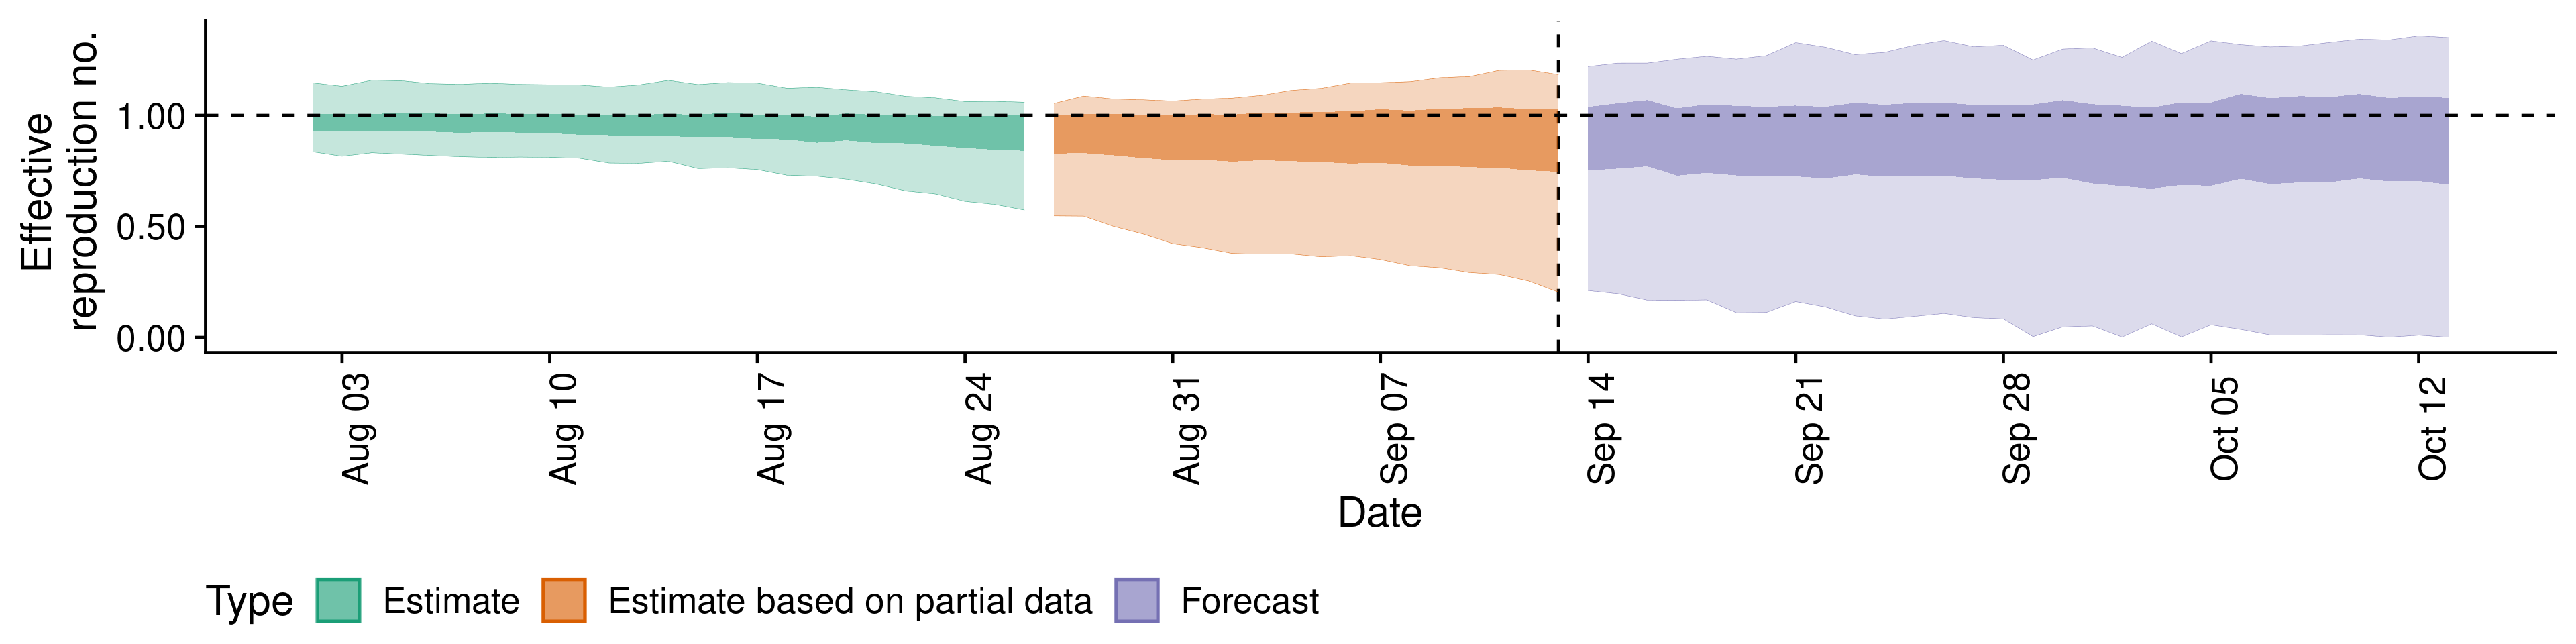 Effective
reproduction no.
1.00
0.50
0.00
Aug 03
Aug 10
Aug 17
Aug 24
Aug 31
Sep 07
Sep 14
Sep 21
Sep 28
Oct 05
Oct 12
Date
Type Estimate Estimate based on partial data Forecast